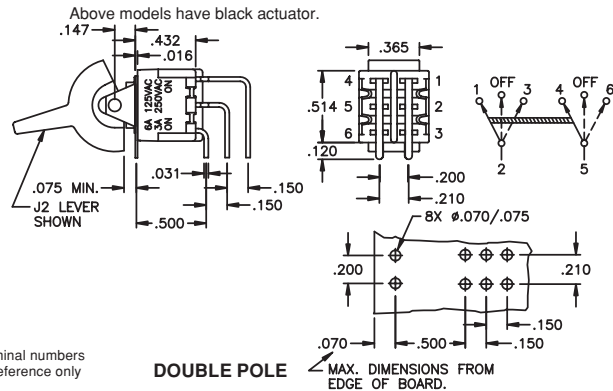 Above models have black actuator.
.147
.432
.016
6A 125VAC
3A 250VAC
ON
ON
.075 MIN.
J2 LEVER
SHOWN
.031
.500
.150
.150
.365
4
1
.514
5
2
6
3
.120
.200
.210
OFF
OFF
1
3
4
6
2
5
8X ø.070/.075
.200
.210
.150
.070
.500
.150
MAX. DIMENSIONS FROM
EDGE OF BOARD.
DOUBLE POLE
minal numbers
eference only